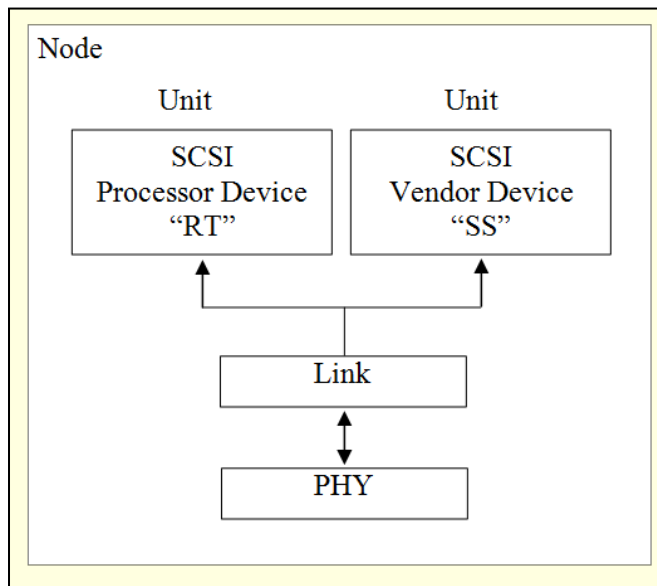 Node
Unit
Unit
SCSI
Processor Device
“RT”
SCSI
Vendor Device
“SS”
Link
PHY